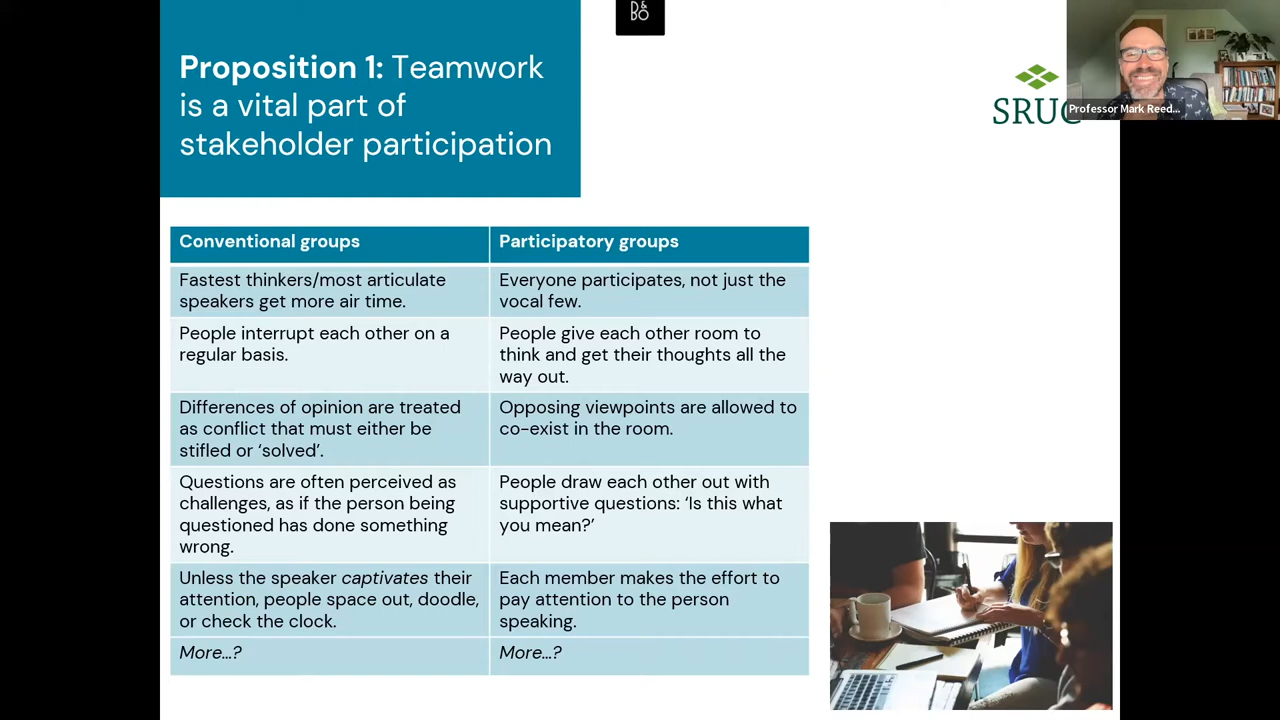 D&
BO
Proposition 1: Teamwork
is a vital part of
stakeholder participation
SRUC
Professor Mark Reed...
Conventional groups
Participatory groups
Fastest thinkers/most articulate
speakers get more air time.
Everyone participates, not just the
vocal few.
People interrupt each other on a
regular basis.
People give each other room to
think and get their thoughts all the
way out.
Differences of opinion are treated
as conflict that must either be
stifled or ‘solved’.
Opposing viewpoints are allowed to
co-exist in the room.
Questions are often perceived as
challenges, as if the person being
questioned has done something
wrong.
People draw each other out with
supportive questions: ‘Is this what
you mean?’
Unless the speaker captivates their
attention, people space out, doodle,
or check the clock.
Each member makes the effort to
pay attention to the person
speaking.
More...?
More...?